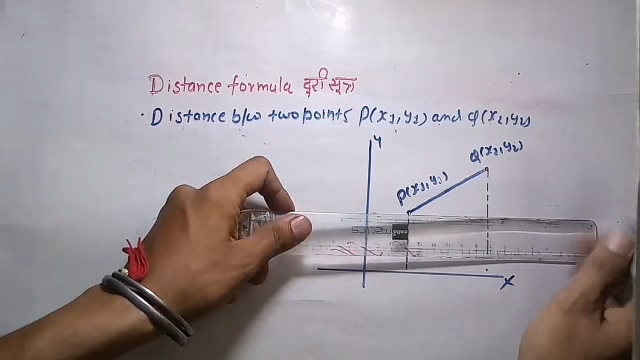 Distance formula दूरी सूत्र
• Distance b/w two points P(x₁,y₁) and Q(x₂,y₂)
y
Q(x₂,y₂)
P(x₁,y₁)
x